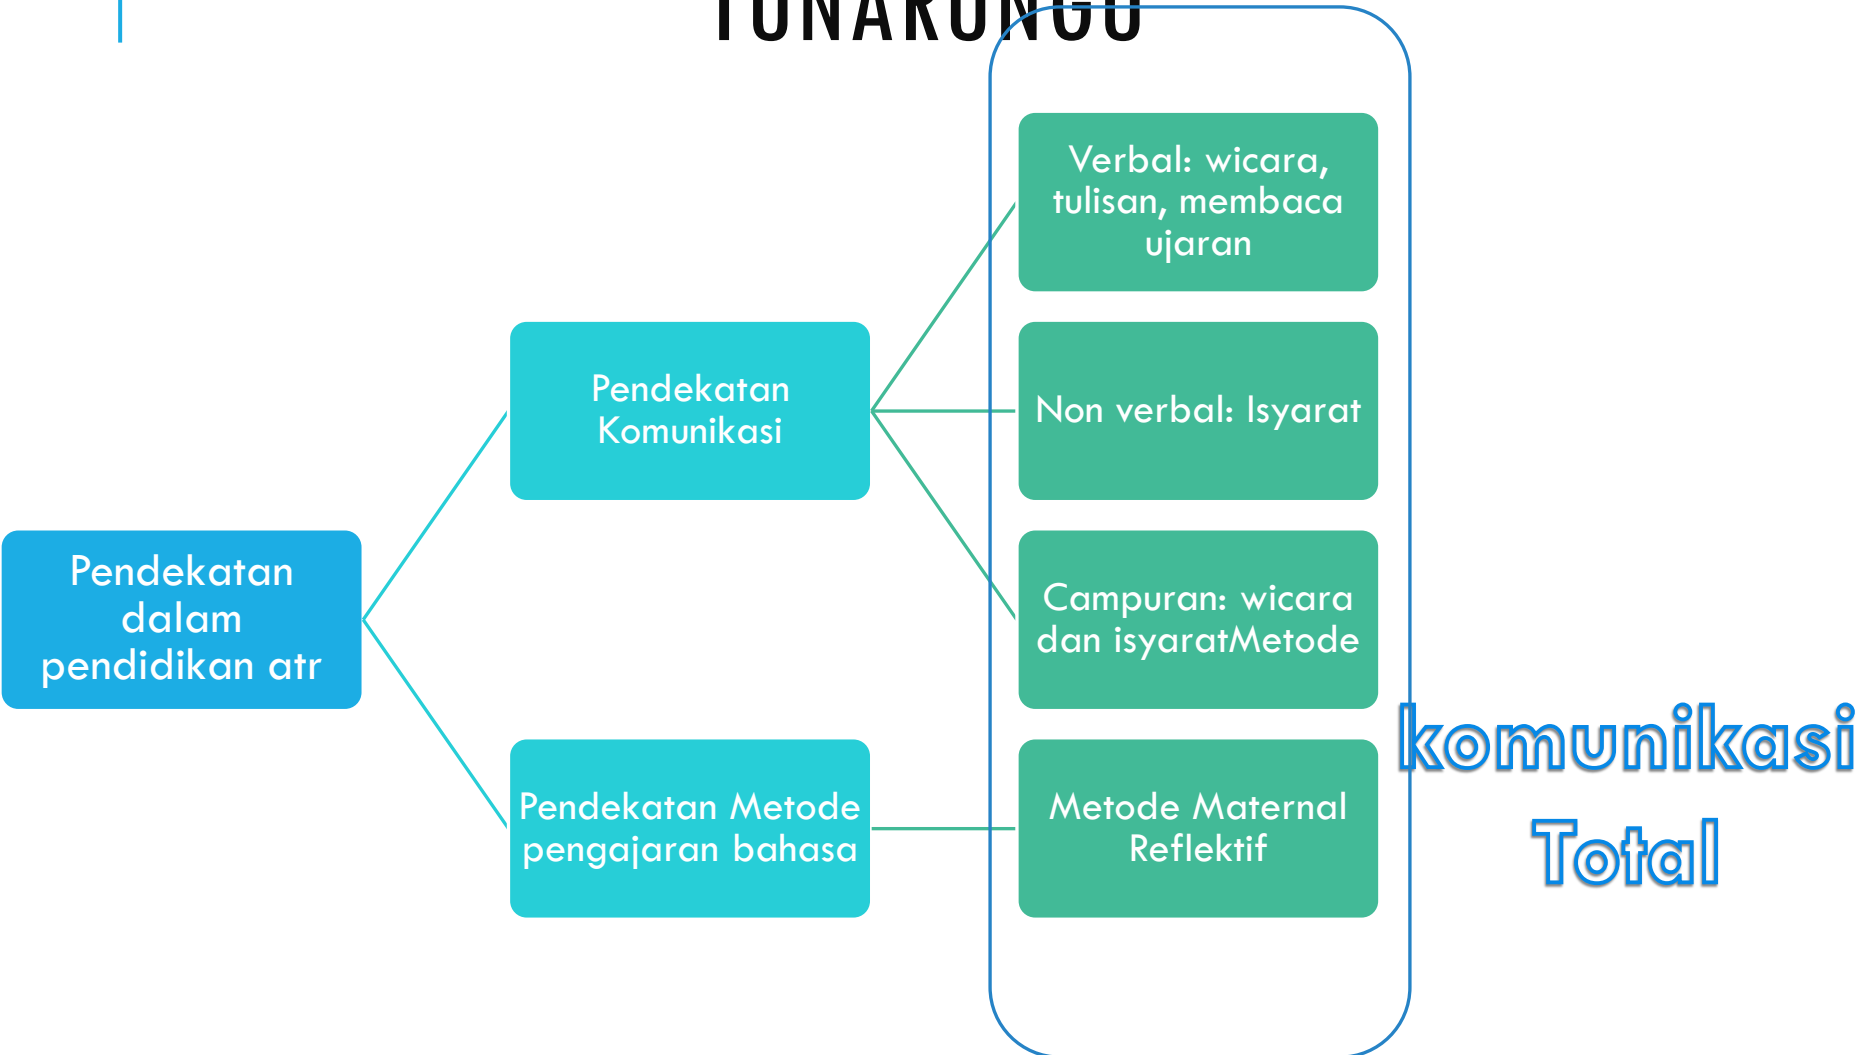 TUNARUNGU
Verbal: wicara,
tulisan, membaca
ujaran
Pendekatan
Komunikasi
Non verbal: Isyarat
Pendekatan
dalam
pendidikan atr
Campuran: wicara
dan isyaratMetode
Pendekatan Metode
pengajaran bahasa
Metode Maternal
Reflektif
komunikasi
Total